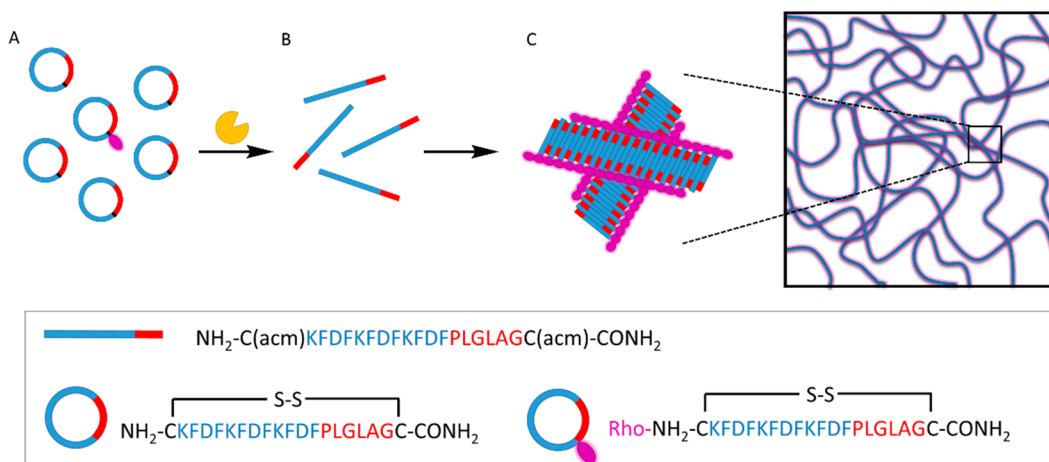 A
B
C
NH₂-C(acm)KFDFKFDFKFDFPLGLAGC(acm)-CONH₂
S-S
NH₂-CKFDFKFDFKFDFPLGLAGC-CONH₂
S-S
Rho-NH₂-CKFDFKFDFKFDFPLGLAGC-CONH₂